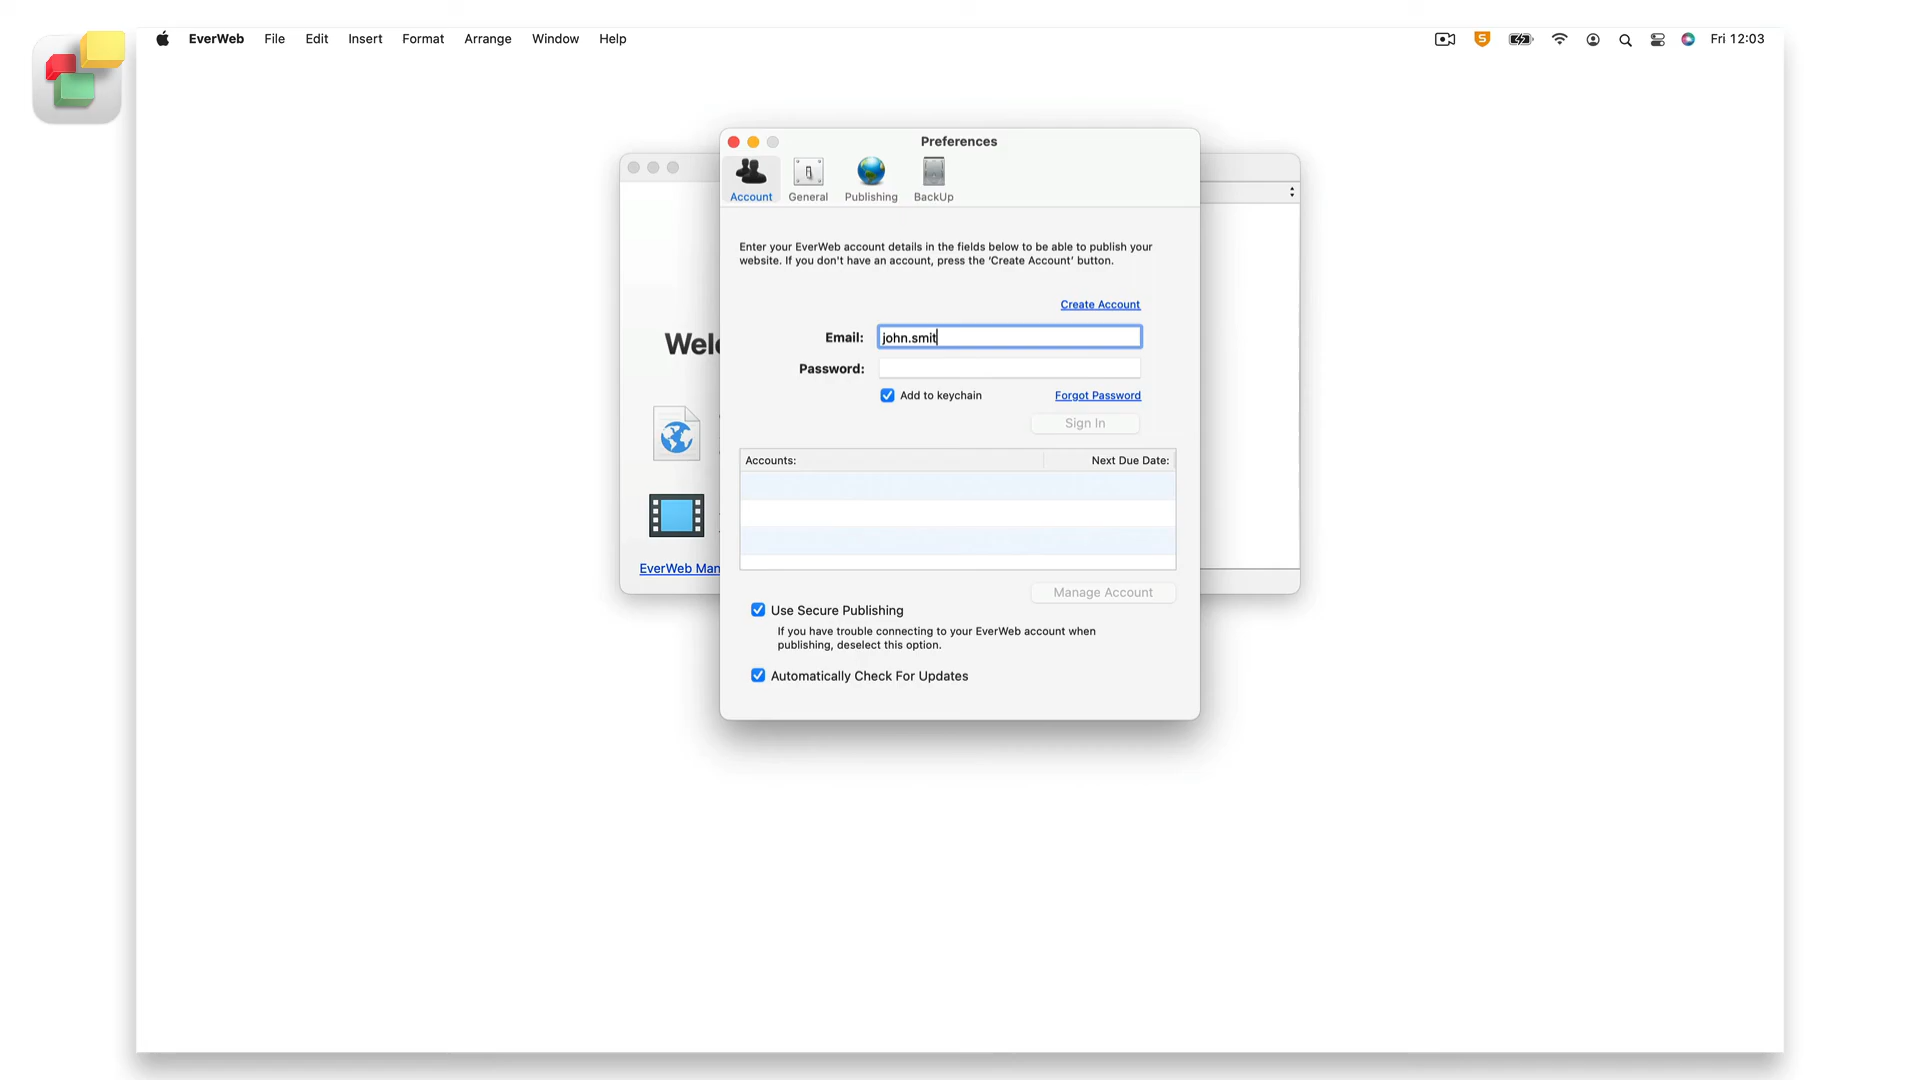 EverWeb File Edit Insert Format Arrange Window Help
S
Fri 12:03
Preferences
Account General Publishing BackUp
Enter your EverWeb account details in the fields below to be able to publish your
website. If you don't have an account, press the ‘Create Account’ button.
Create Account
Email: john.smit
Password:
Add to keychain Forgot Password
Sign In
Accounts: Next Due Date:
Manage Account
Use Secure Publishing
If you have trouble connecting to your EverWeb account when
publishing, deselect this option.
Automatically Check For Updates
Welc
EverWeb Man